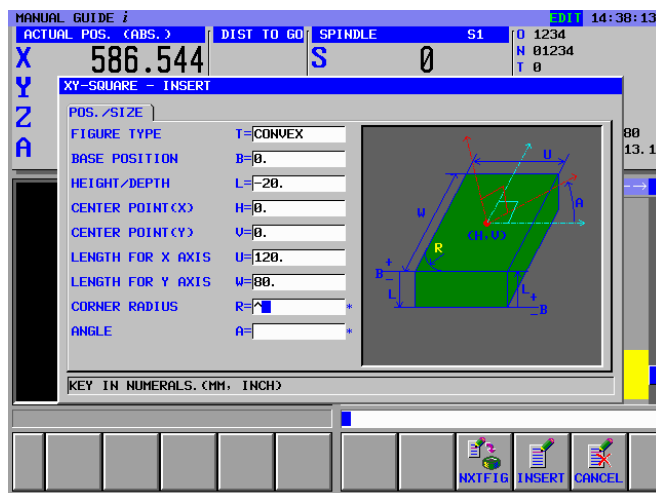 MANUAL GUIDE i EDIT 14:38:13
ACTUAL POS. (ABS.) DIST TO GO SPINDLE S1 O 1234
X 586.544 S 0 N 01234
T 0
Y
Z
A
80
13.1
XY-SQUARE - INSERT
POS./SIZE
FIGURE TYPE T=CONVEX
BASE POSITION B=0.
HEIGHT/DEPTH L=-20.
CENTER POINT(X) H=0.
CENTER POINT(Y) V=0.
LENGTH FOR X AXIS U=120.
LENGTH FOR Y AXIS W=80.
CORNER RADIUS R=^ *
ANGLE A= *
U
A
W
(H,V)
R
+
B
-
L
L
+
-B
KEY IN NUMERALS.(MM, INCH)
NXTFIG INSERT CANCEL